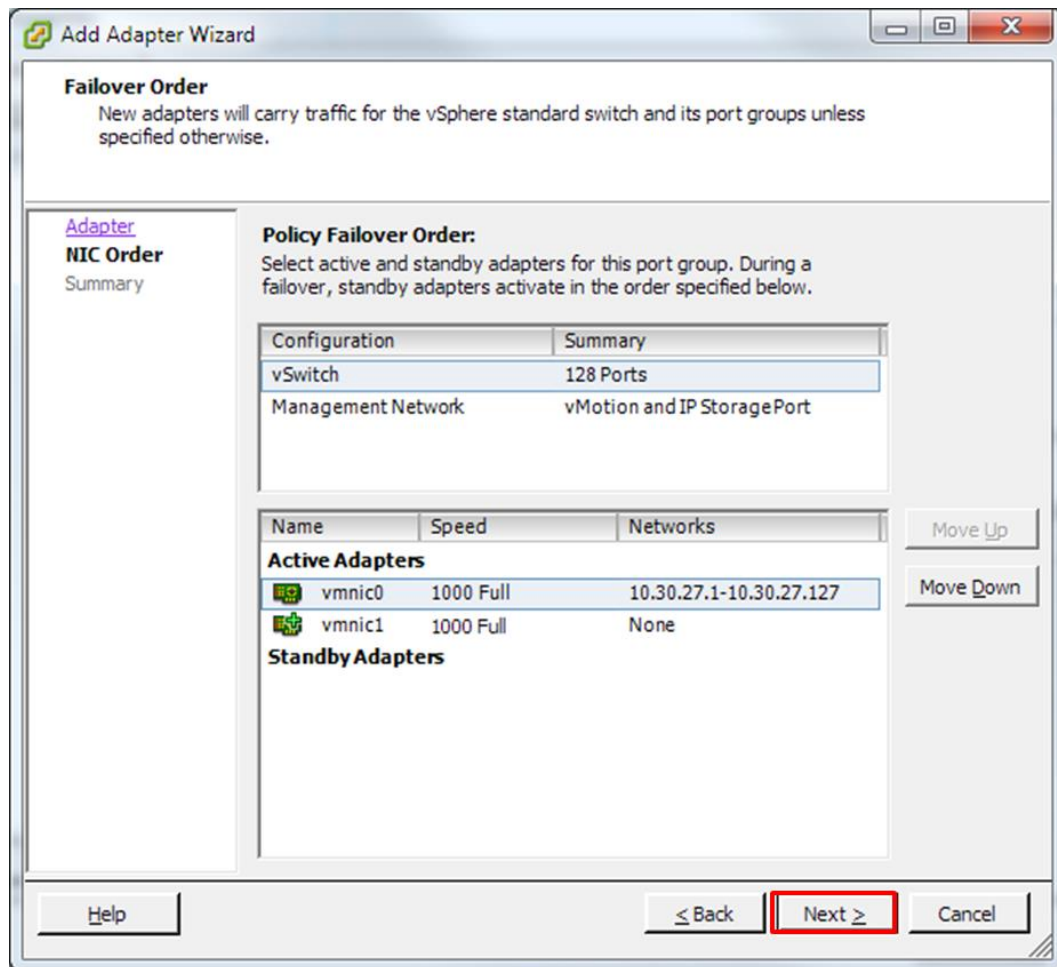 Add Adapter Wizard
Failover Order
New adapters will carry traffic for the vSphere standard switch and its port groups unless
specified otherwise.
Adapter
NIC Order
Summary
Policy Failover Order:
Select active and standby adapters for this port group. During a
failover, standby adapters activate in the order specified below.
Configuration Summary
vSwitch 128 Ports
Management Network vMotion and IP Storage Port
Name Speed Networks
Active Adapters
vmnic0 1000 Full 10.30.27.1-10.30.27.127
vmnic1 1000 Full None
Standby Adapters
Move Up
Move Down
Help
< Back
Next >
Cancel